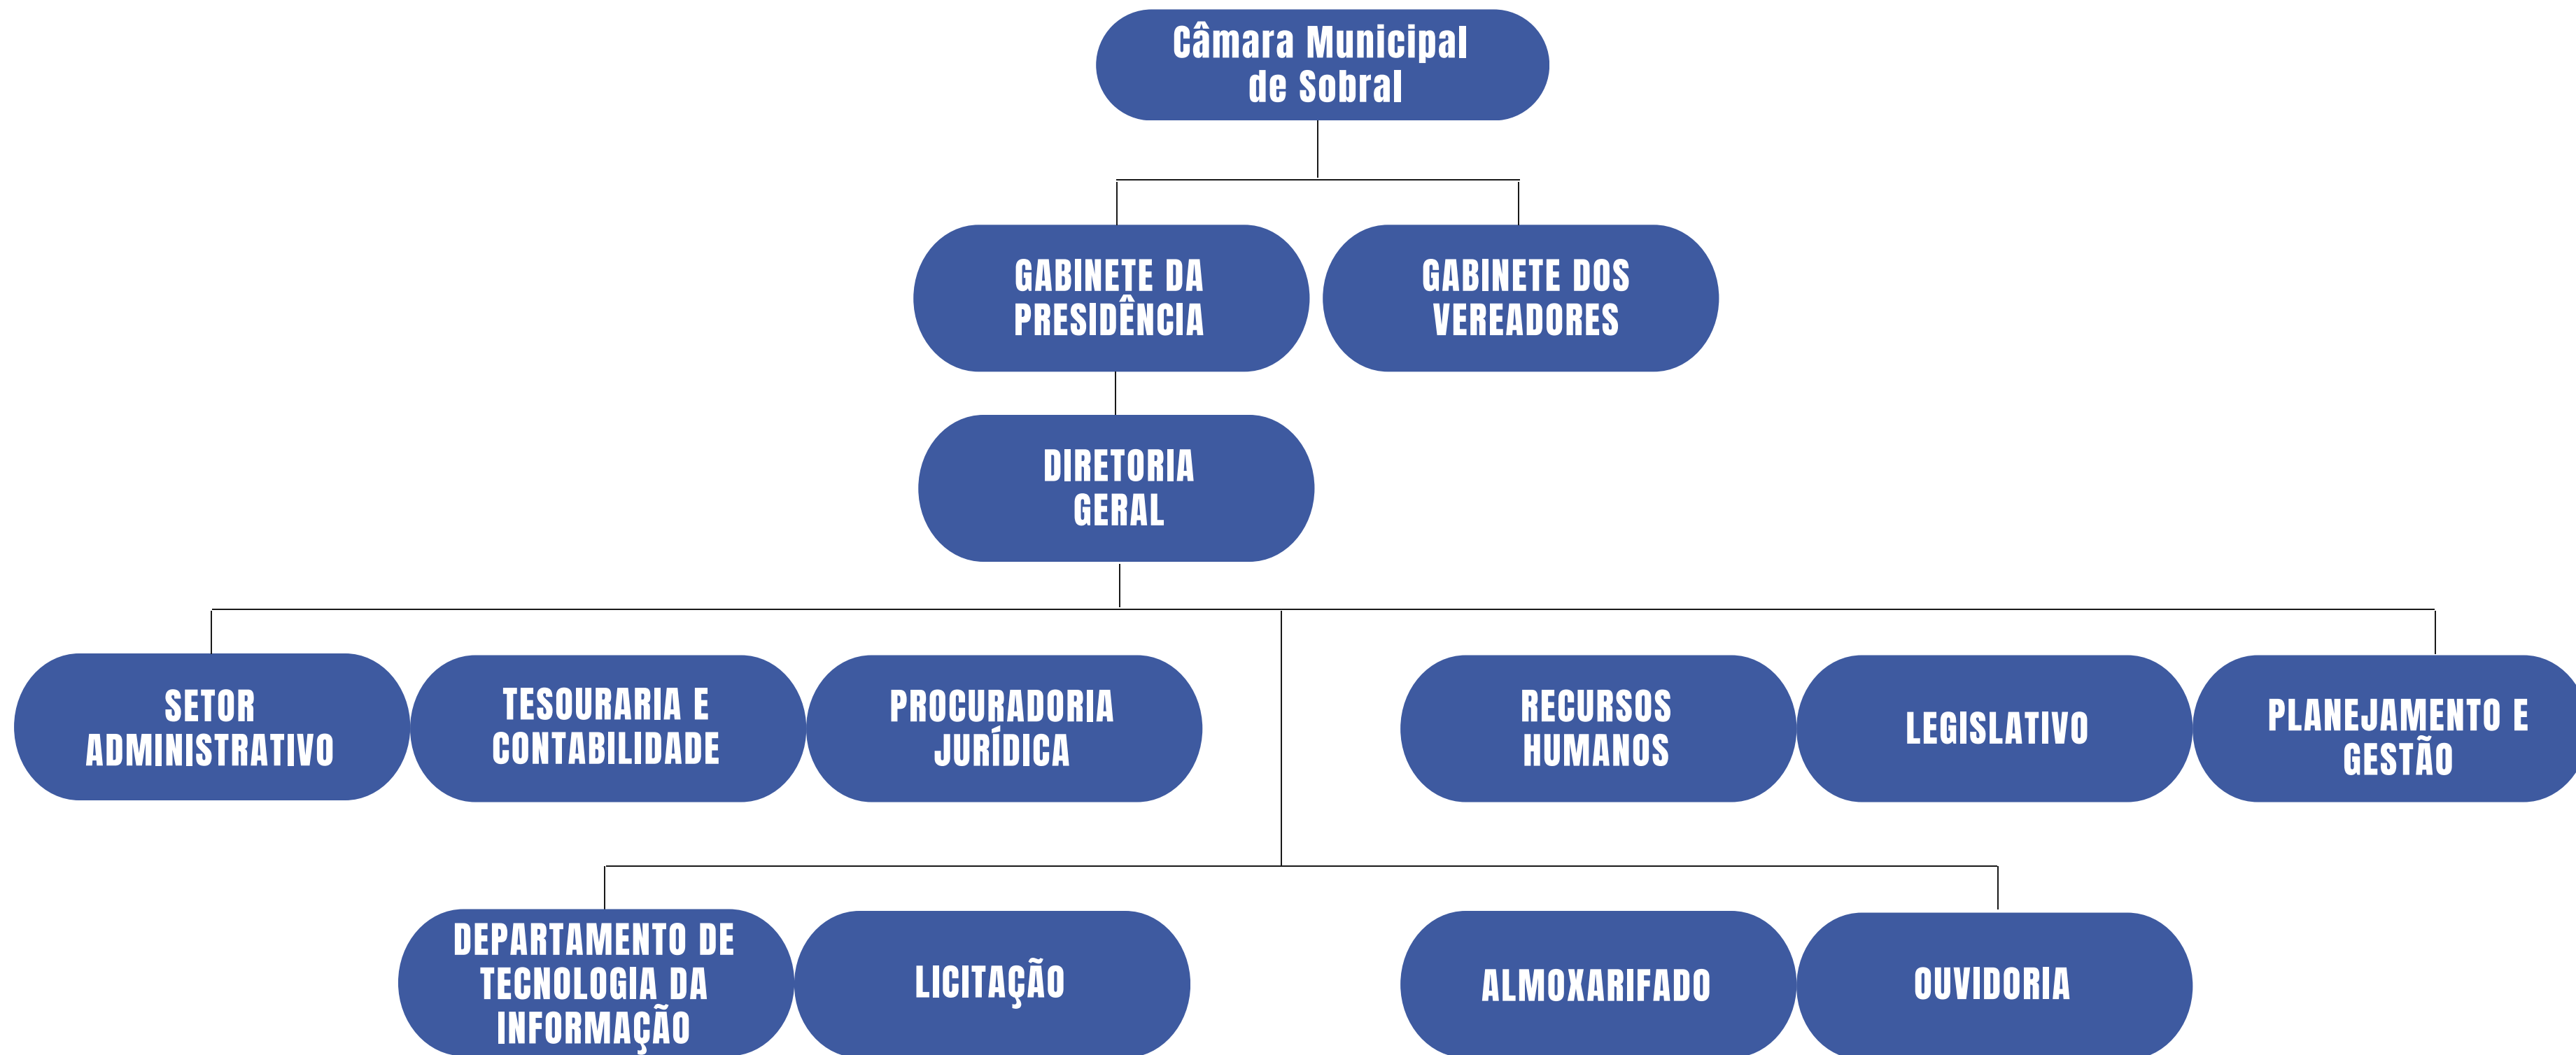 Câmara Municipal
de Sobral
GABINETE DA
PRESIDÊNCIA
GABINETE DOS
VEREADORES
DIRETORIA
GERAL
SETOR
ADMINISTRATIVO
TESOURARIA E
CONTABILIDADE
PROCURADORIA
JURÍDICA
RECURSOS
HUMANOS
LEGISLATIVO
PLANEJAMENTO E
GESTÃO
DEPARTAMENTO DE
TECNOLOGIA DA
INFORMAÇÃO
LICITAÇÃO
ALMOXARIFADO
OUVIDORIA